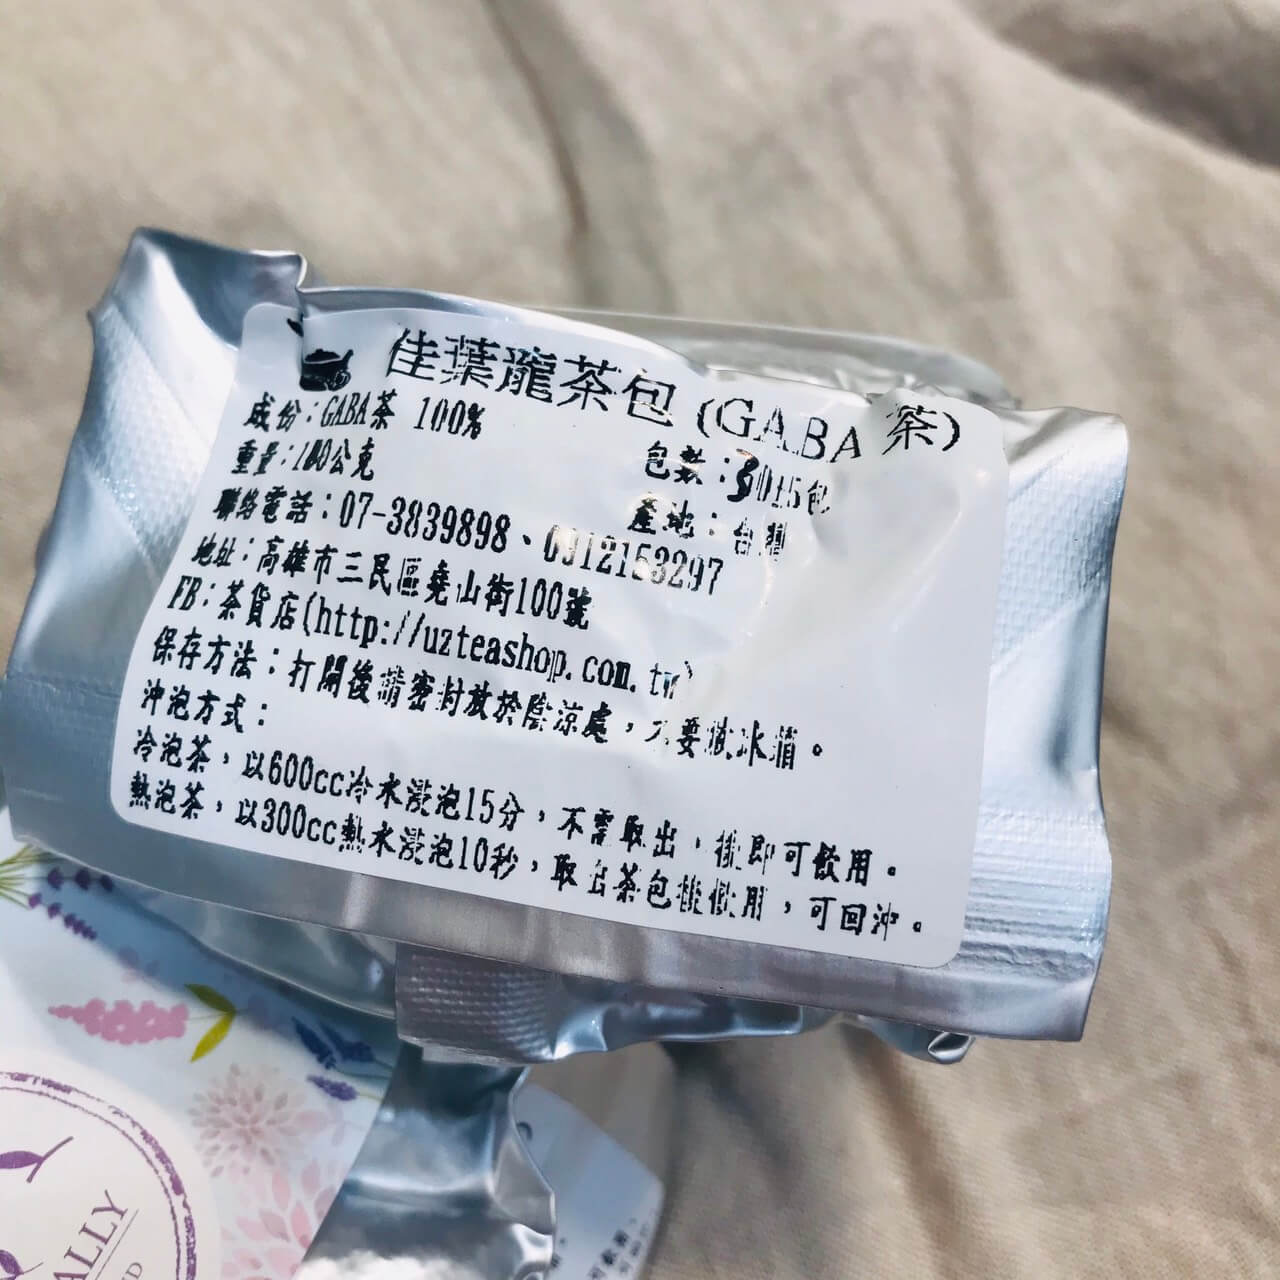 佳葉龍茶包 (GABA 茶)
成份：GABA茶 100%
重量：180公克 包數：30±5包
產地：台灣
聯絡電話：07-3839898、0912153297
地址：高雄市三民區堯山街100號
FB：茶貨店(http://uzteashop.com.tw)
保存方法：打開後請密封放於陰涼處，不要放冰箱。
沖泡方式：
冷泡茶，以600cc冷水浸泡15分，不需取出，後即可飲用。
熱泡茶，以300cc熱水浸泡10秒，取出茶包後飲用，可回沖。
ALLY